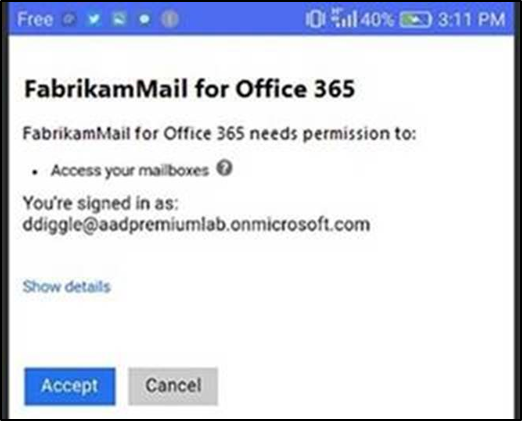 Free 40% 3:11 PM
FabrikamMail for Office 365
FabrikamMail for Office 365 needs permission to:
• Access your mailboxes ?
You're signed in as:
ddiggle@aadpremiumlab.onmicrosoft.com
Show details
Accept Cancel